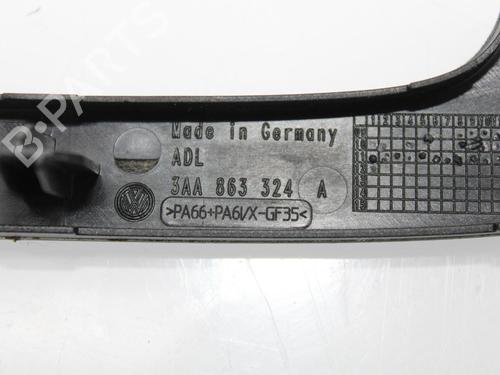 B-PARTS
Made in Germany
ADL
3AA 863 324 A
>PA66+PA6I/X-GF35<